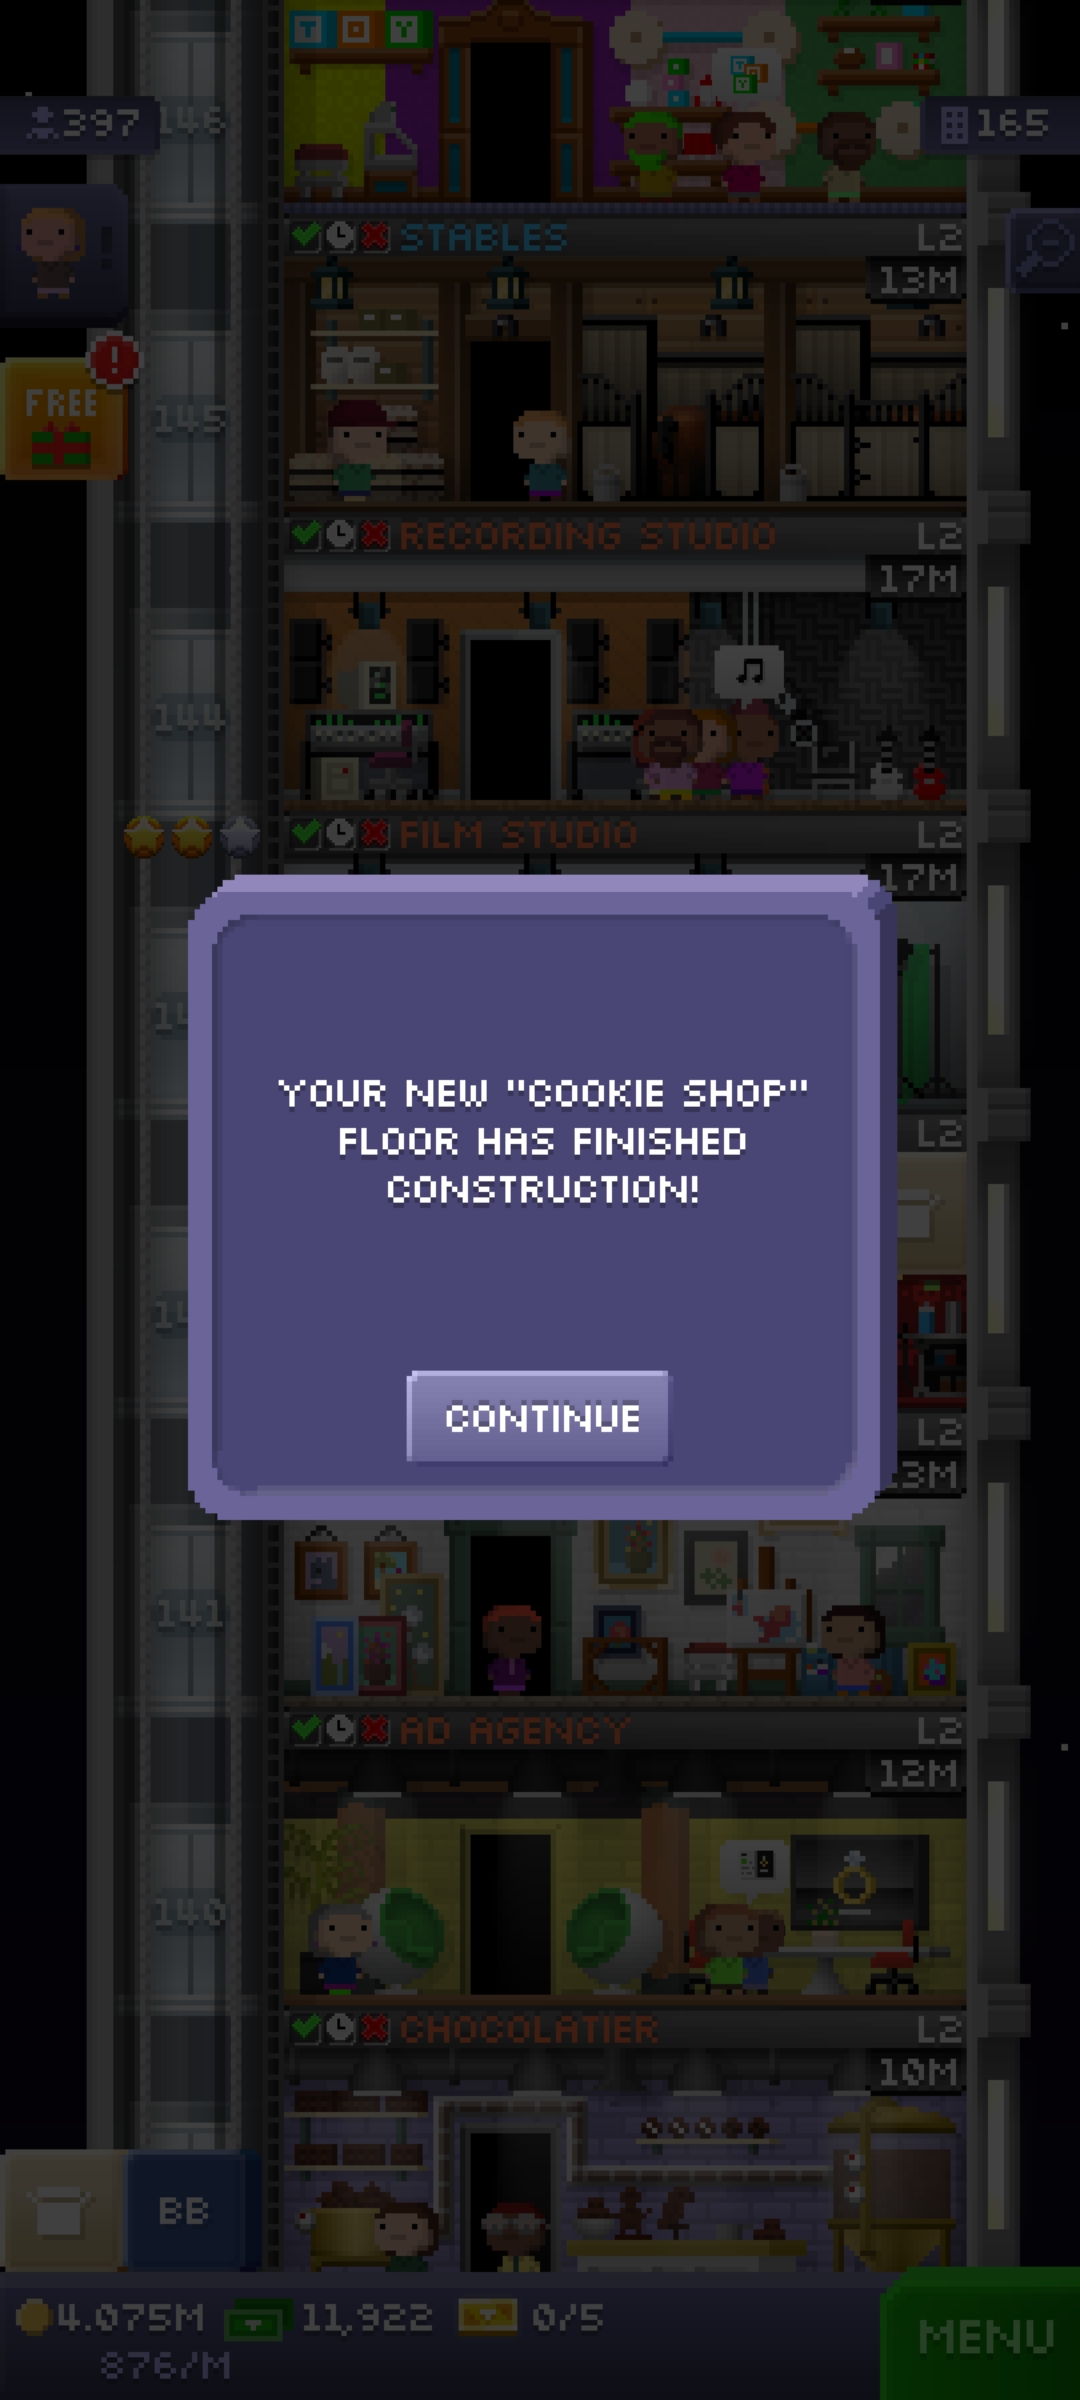 TOY
397
146
165
STABLES
L2
13M
FREE
!
145
RECORDING STUDIO
L2
17M
144
FILM STUDIO
L2
17M
YOUR NEW "COOKIE SHOP"
FLOOR HAS FINISHED
CONSTRUCTION!
L2
CONTINUE
L2
141
AD AGENCY
L2
12M
140
CHOCOLATIER
L2
10M
BB
4.075M
11,922
0/5
MENU
876/M